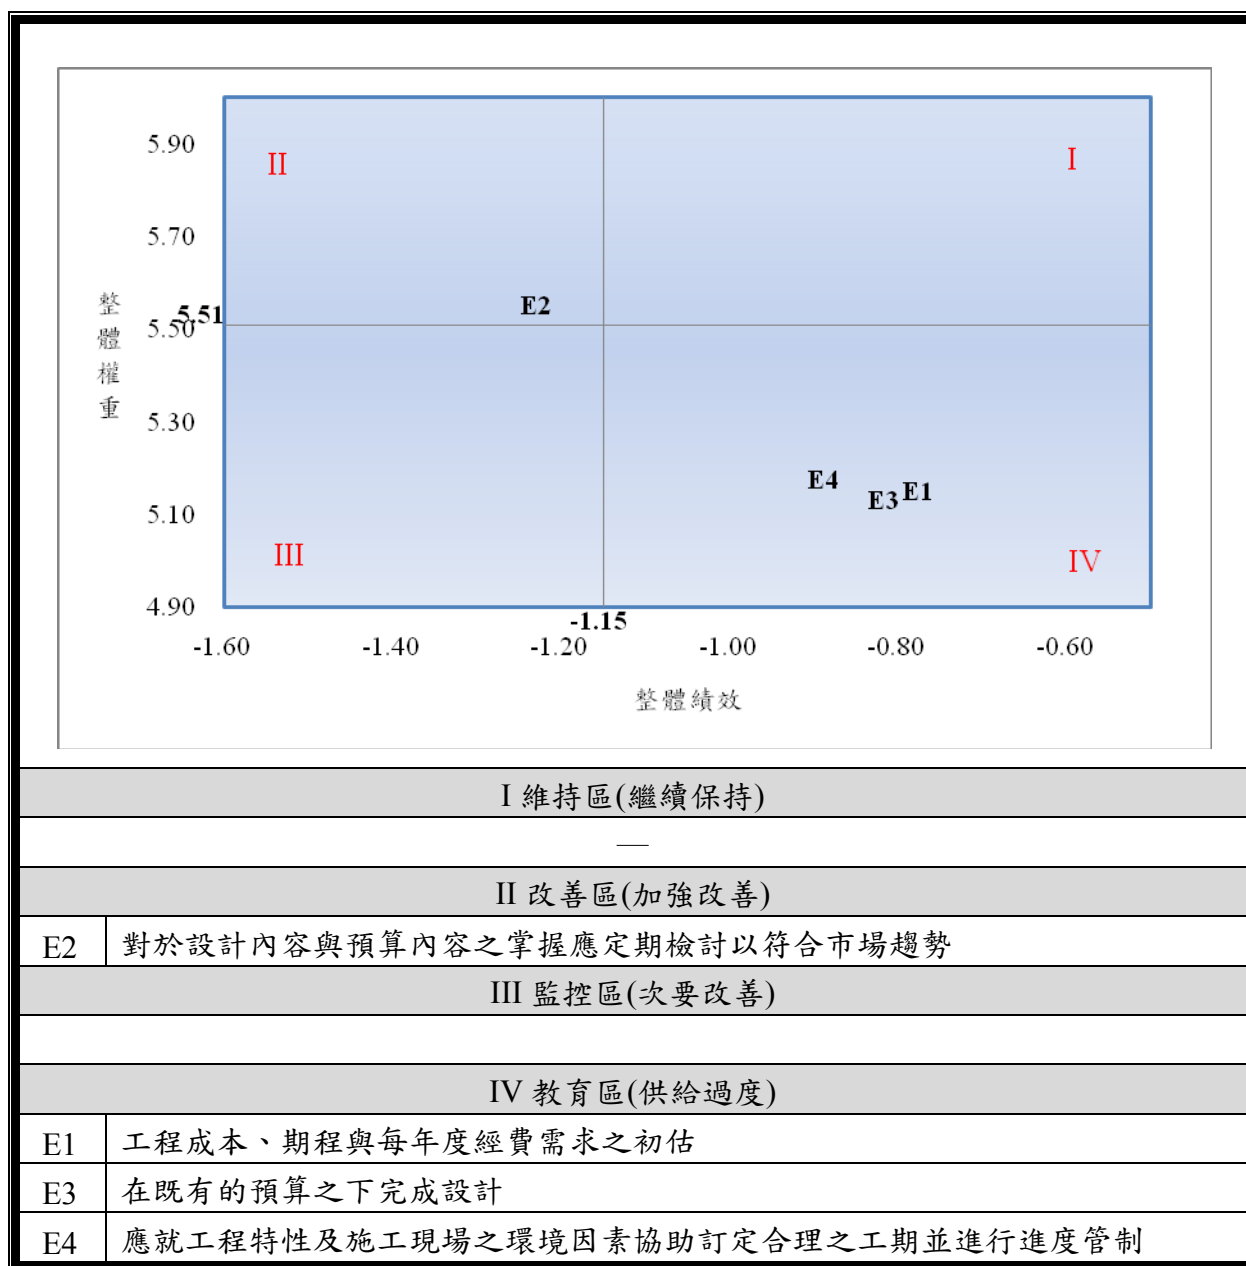 5.90
II
I
5.70
整體權重
5.51
5.50
E2
5.30
E4
E3
E1
5.10
III
IV
4.90
-1.15
-1.60 -1.40 -1.20 -1.00 -0.80 -0.60
整體績效
I 維持區(繼續保持)
—
II 改善區(加強改善)
E2 對於設計內容與預算內容之掌握應定期檢討以符合市場趨勢
III 監控區(次要改善)
IV 教育區(供給過度)
E1 工程成本、期程與每年度經費需求之初估
E3 在既有的預算之下完成設計
E4 應就工程特性及施工現場之環境因素協助訂定合理之工期並進行進度管制